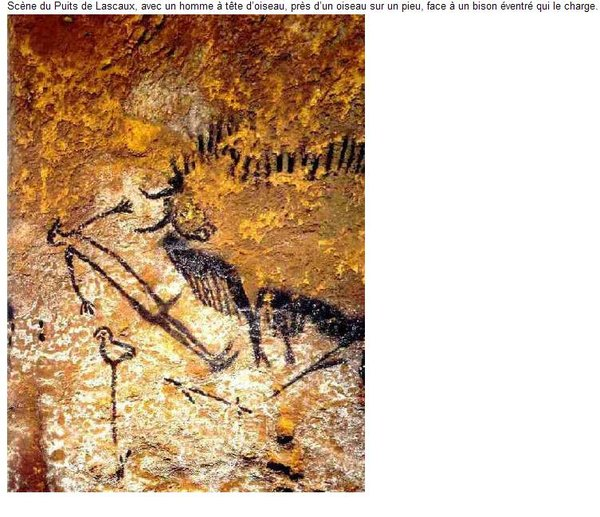 Scène du Puits de Lascaux, avec un homme à tête d'oiseau, près d'un oiseau sur un pieu, face à un bison éventré qui le charge.